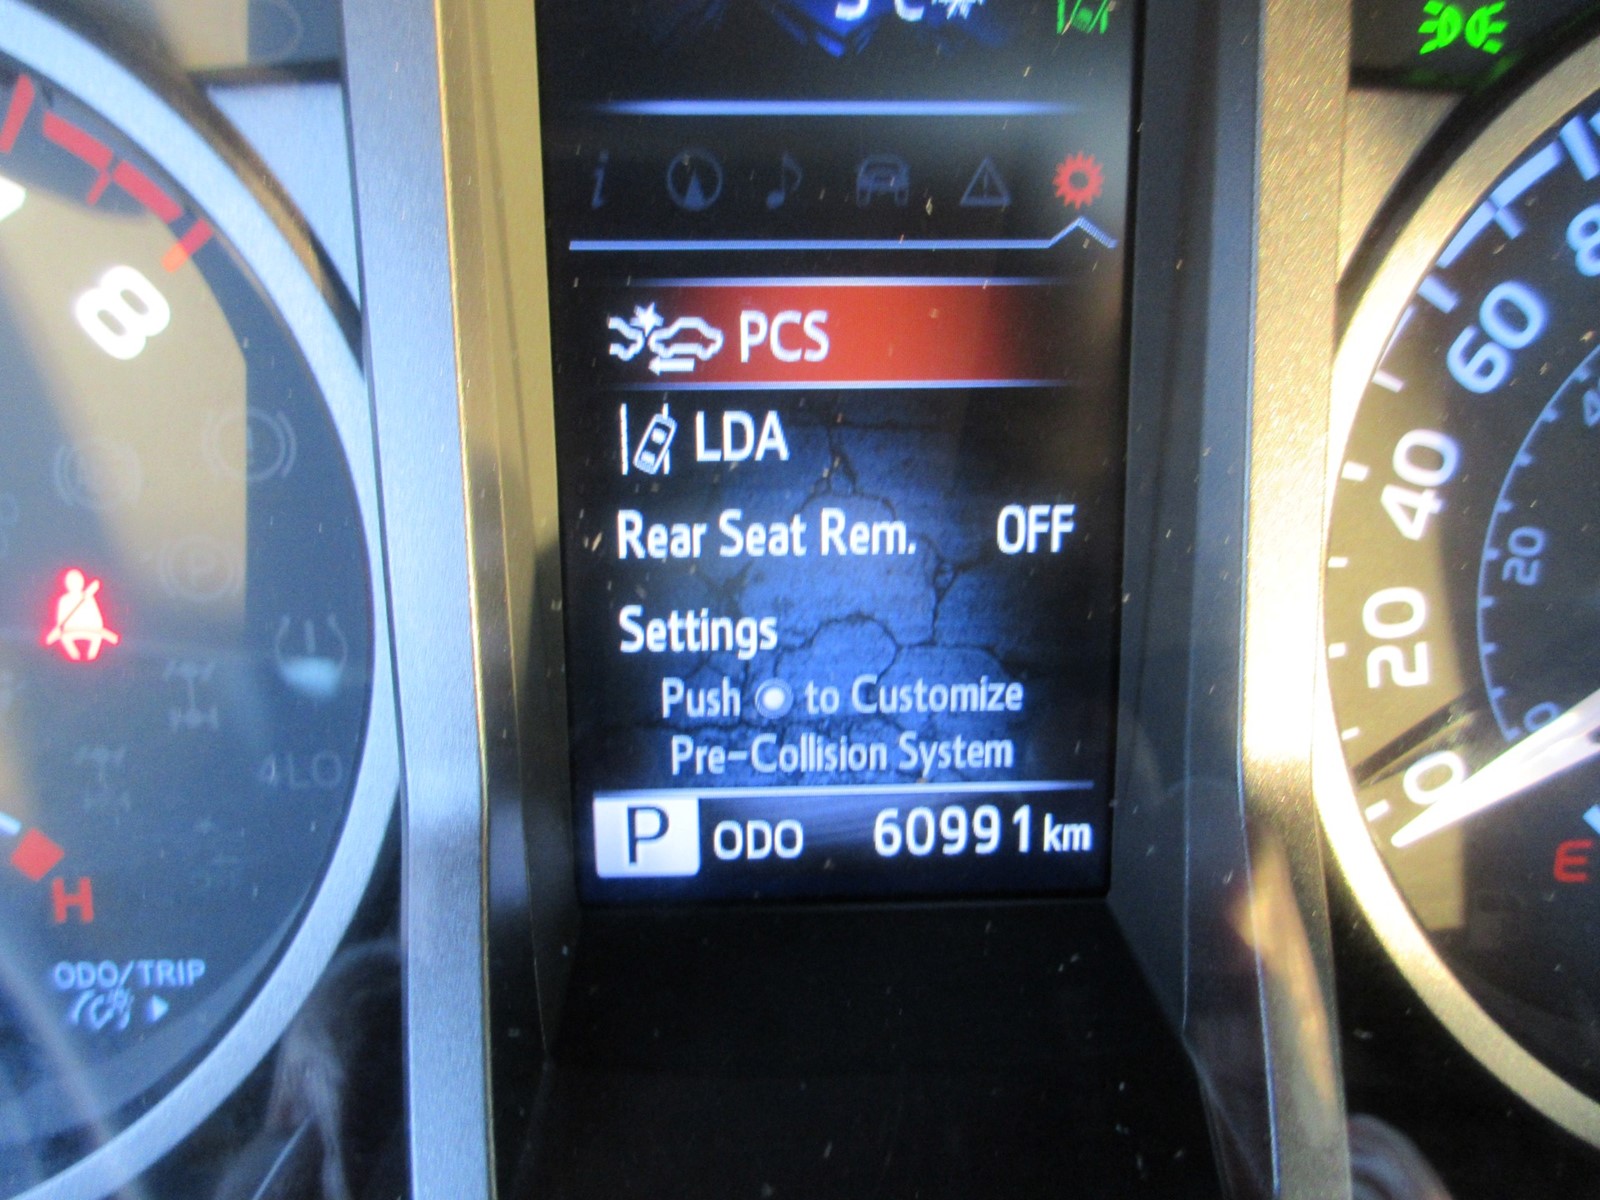 PCS
LDA
Rear Seat Rem. OFF
Settings
Push to Customize
Pre-Collision System
P ODO 60991 km
8
H
ODO/TRIP
4LO
P
60
40
20
0
20
E